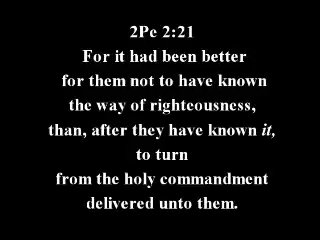 2Pe 2:21
For it had been better
for them not to have known
the way of righteousness,
than, after they have known it,
to turn
from the holy commandment
delivered unto them.